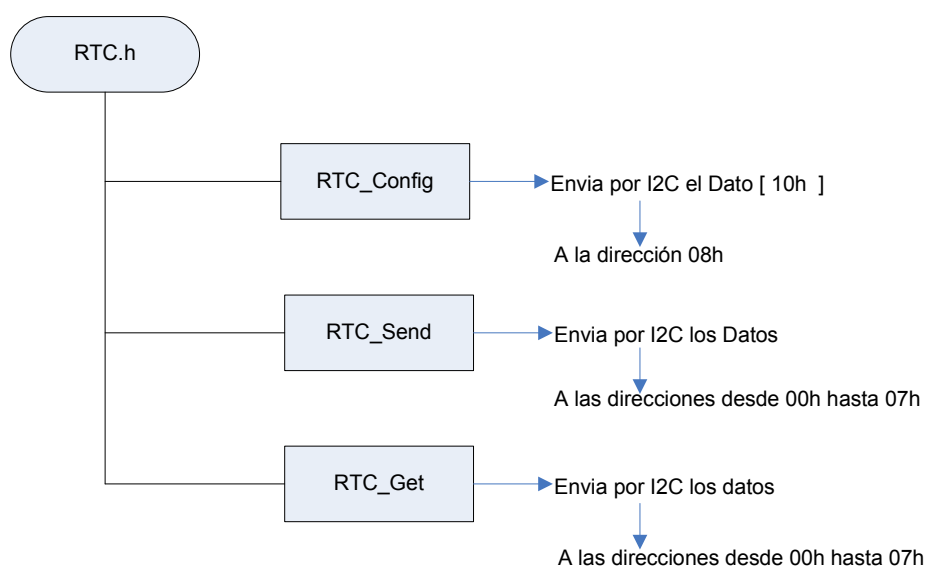 RTC.h
RTC_Config
Envia por I2C el Dato [ 10h ]
A la dirección 08h
RTC_Send
Envia por I2C los Datos
A las direcciones desde 00h hasta 07h
RTC_Get
Envia por I2C los datos
A las direcciones desde 00h hasta 07h